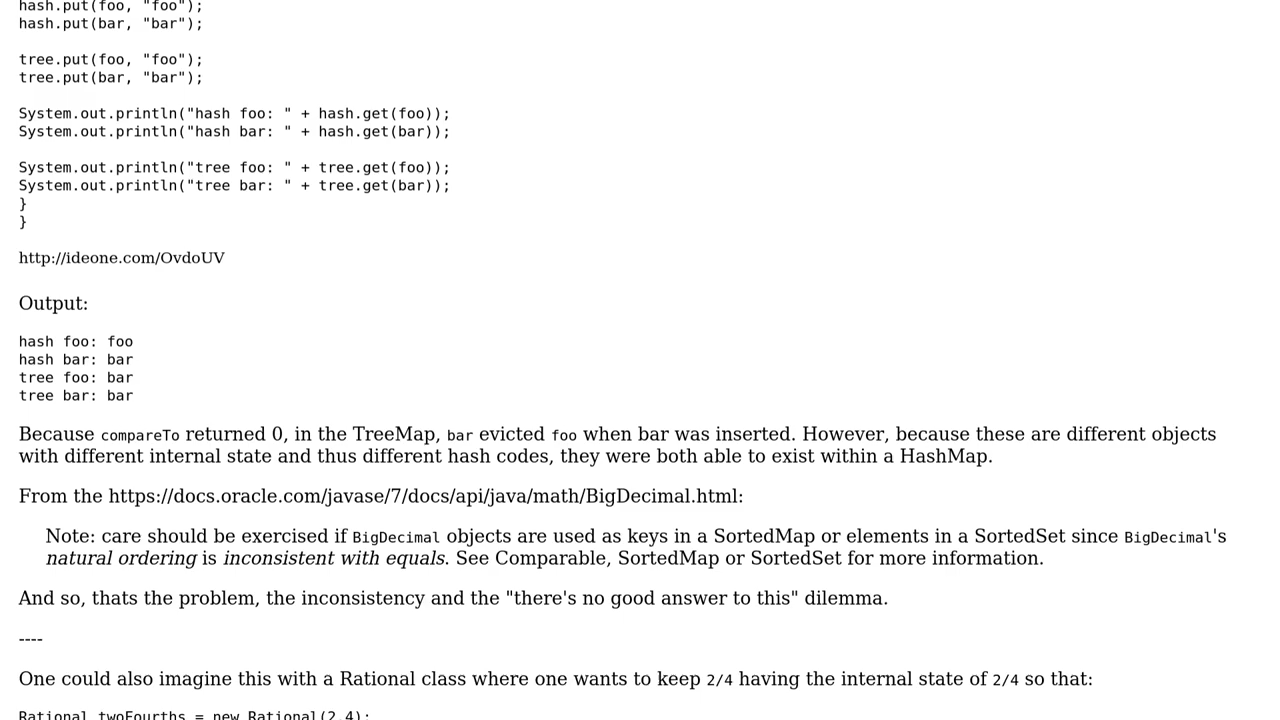 hash.put(foo, "foo");
hash.put(bar, "bar");
tree.put(foo, "foo");
tree.put(bar, "bar");
System.out.println("hash foo: " + hash.get(foo));
System.out.println("hash bar: " + hash.get(bar));
System.out.println("tree foo: " + tree.get(foo));
System.out.println("tree bar: " + tree.get(bar));
}
}
http://ideone.com/OvdoUV
Output:
hash foo: foo
hash bar: bar
tree foo: bar
tree bar: bar
Because compareTo returned 0, in the TreeMap, bar evicted foo when bar was inserted. However, because these are different objects
with different internal state and thus different hash codes, they were both able to exist within a HashMap.
From the https://docs.oracle.com/javase/7/docs/api/java/math/BigDecimal.html:
Note: care should be exercised if BigDecimal objects are used as keys in a SortedMap or elements in a SortedSet since BigDecimal's
natural ordering is inconsistent with equals. See Comparable, SortedMap or SortedSet for more information.
And so, thats the problem, the inconsistency and the "there's no good answer to this" dilemma.
----
One could also imagine this with a Rational class where one wants to keep 2/4 having the internal state of 2/4 so that:
Rational twoFourths = new Rational(2,4);